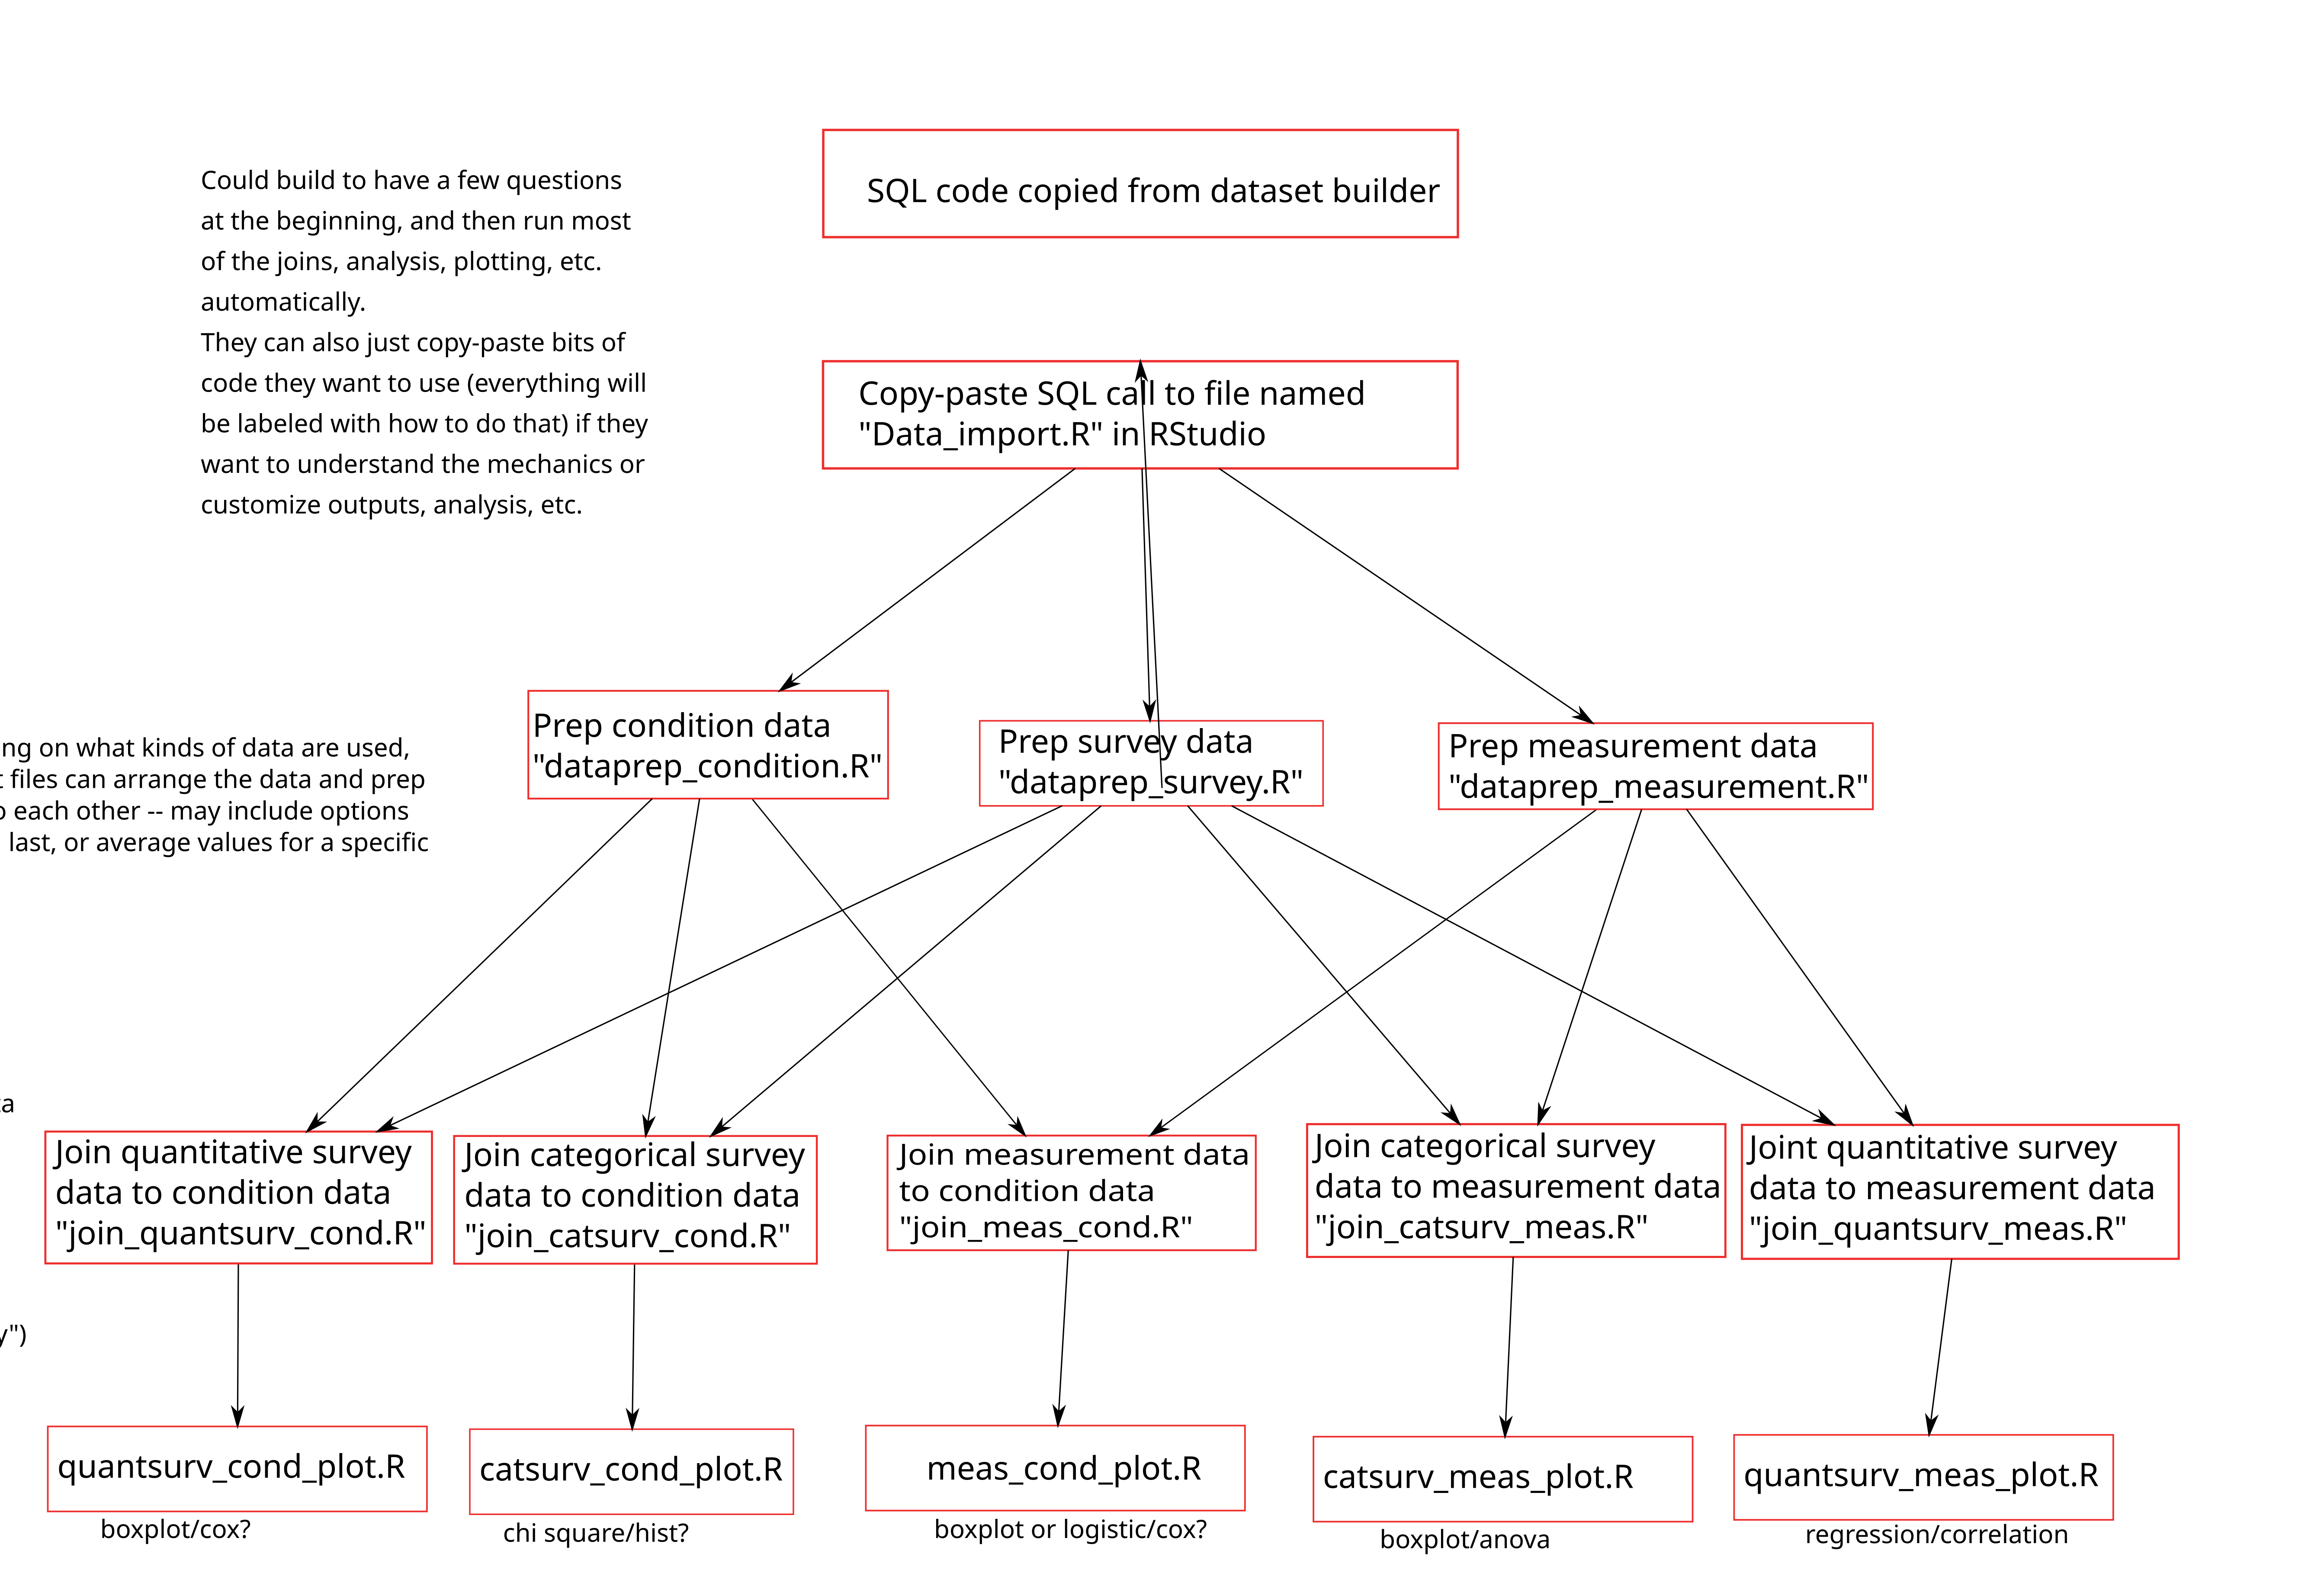 SQL code copied from dataset builder
Could build to have a few questions
at the beginning, and then run most
of the joins, analysis, plotting, etc.
automatically.
They can also just copy-paste bits of
code they want to use (everything will
be labeled with how to do that) if they
want to understand the mechanics or
customize outputs, analysis, etc.
Copy-paste SQL call to file named
"Data_import.R" in RStudio
Prep condition data
"dataprep_condition.R"
Prep survey data
"dataprep_survey.R"
Prep measurement data
"dataprep_measurement.R"
on what kinds of data are used,
files can arrange the data and prep
each other -- may include options
last, or average values for a specific
Join quantitative survey
data to condition data
"join_quantsurv_cond.R"
Join categorical survey
data to condition data
"join_catsurv_cond.R"
Join measurement data
to condition data
"join_meas_cond.R"
Join categorical survey
data to measurement data
"join_catsurv_meas.R"
Joint quantitative survey
data to measurement data
"join_quantsurv_meas.R"
quantsurv_cond_plot.R
boxplot/cox?
catsurv_cond_plot.R
chi square/hist?
meas_cond_plot.R
boxplot or logistic/cox?
catsurv_meas_plot.R
boxplot/anova
quantsurv_meas_plot.R
regression/correlation